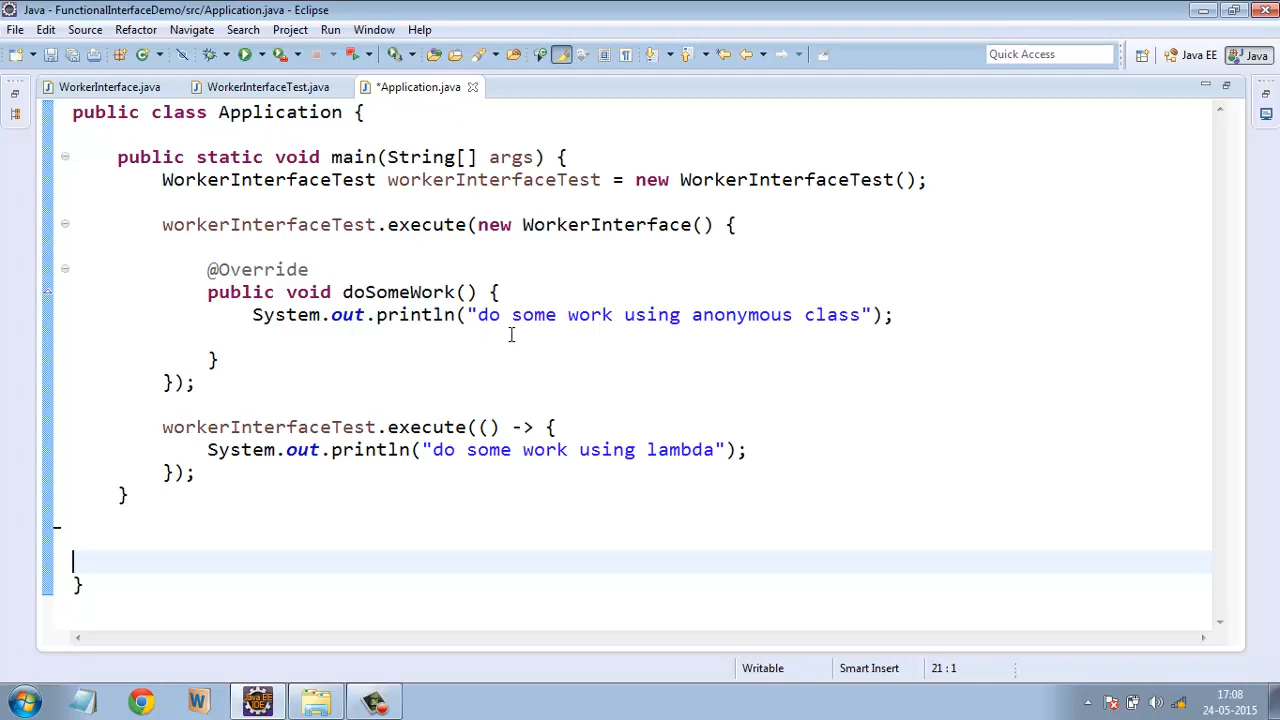 Java - FunctionalInterfaceDemo/src/Application.java - Eclipse
File Edit Source Refactor Navigate Search Project Run Window Help
Quick Access Java EE Java
WorkerInterface.java WorkerInterfaceTest.java *Application.java
public class Application {
public static void main(String[] args) {
WorkerInterfaceTest workerInterfaceTest = new WorkerInterfaceTest();
workerInterfaceTest.execute(new WorkerInterface() {
@Override
public void doSomeWork() {
System.out.println("do some work using anonymous class");
}
});
workerInterfaceTest.execute(() -> {
System.out.println("do some work using lambda");
});
}
}
Writable Smart Insert 21 : 1
17:08
24-05-2015